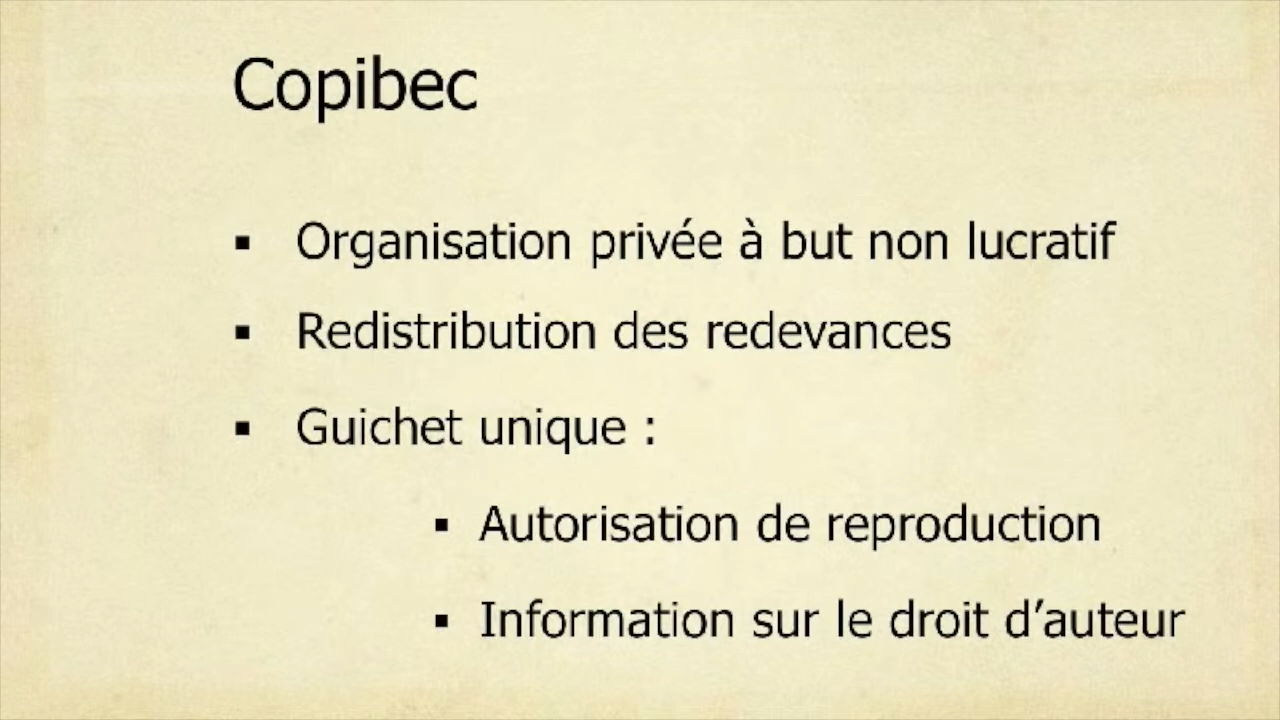 Copibec
▪ Organisation privée à but non lucratif
▪ Redistribution des redevances
▪ Guichet unique :
▪ Autorisation de reproduction
▪ Information sur le droit d’auteur